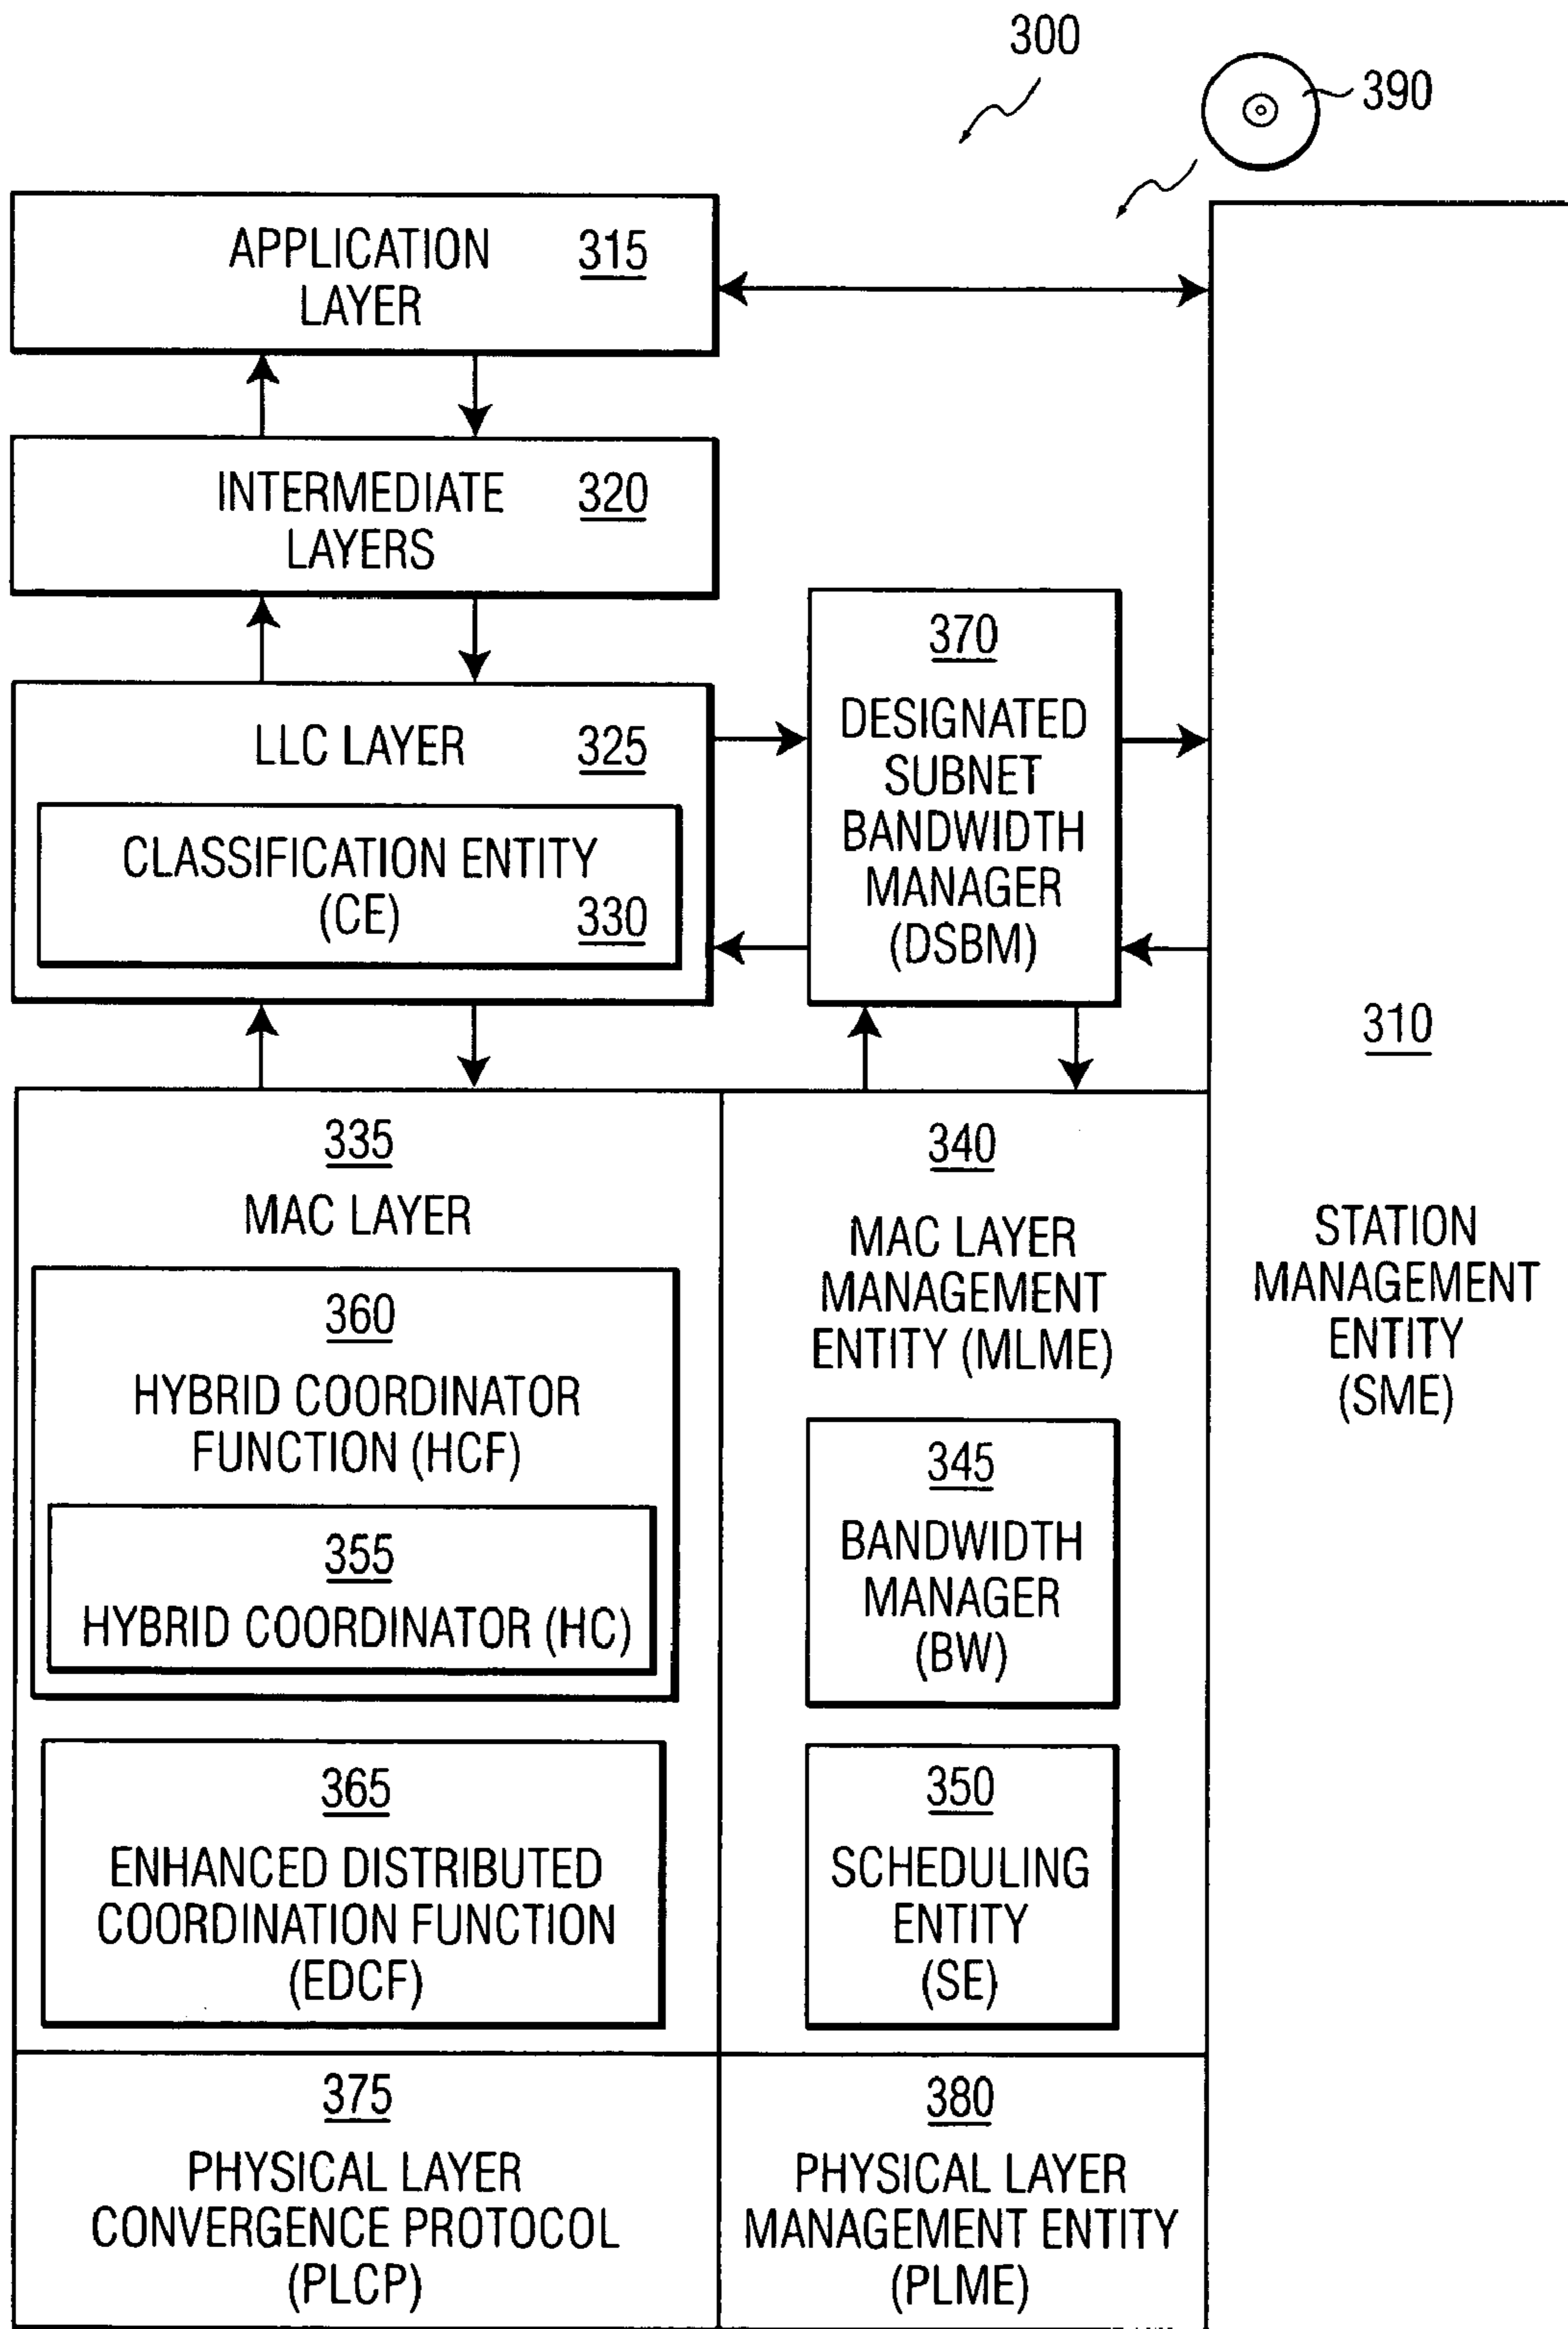 300
390
APPLICATION 315
LAYER
INTERMEDIATE 320
LAYERS
LLC LAYER 325
CLASSIFICATION ENTITY
(CE) 330
370
DESIGNATED
SUBNET
BANDWIDTH
MANAGER
(DSBM)
310
STATION
MANAGEMENT
ENTITY
(SME)
335
MAC LAYER
360
HYBRID COORDINATOR
FUNCTION (HCF)
355
HYBRID COORDINATOR (HC)
365
ENHANCED DISTRIBUTED
COORDINATION FUNCTION
(EDCF)
340
MAC LAYER
MANAGEMENT
ENTITY (MLME)
345
BANDWIDTH
MANAGER
(BW)
350
SCHEDULING
ENTITY
(SE)
375
PHYSICAL LAYER
CONVERGENCE PROTOCOL
(PLCP)
380
PHYSICAL LAYER
MANAGEMENT ENTITY
(PLME)